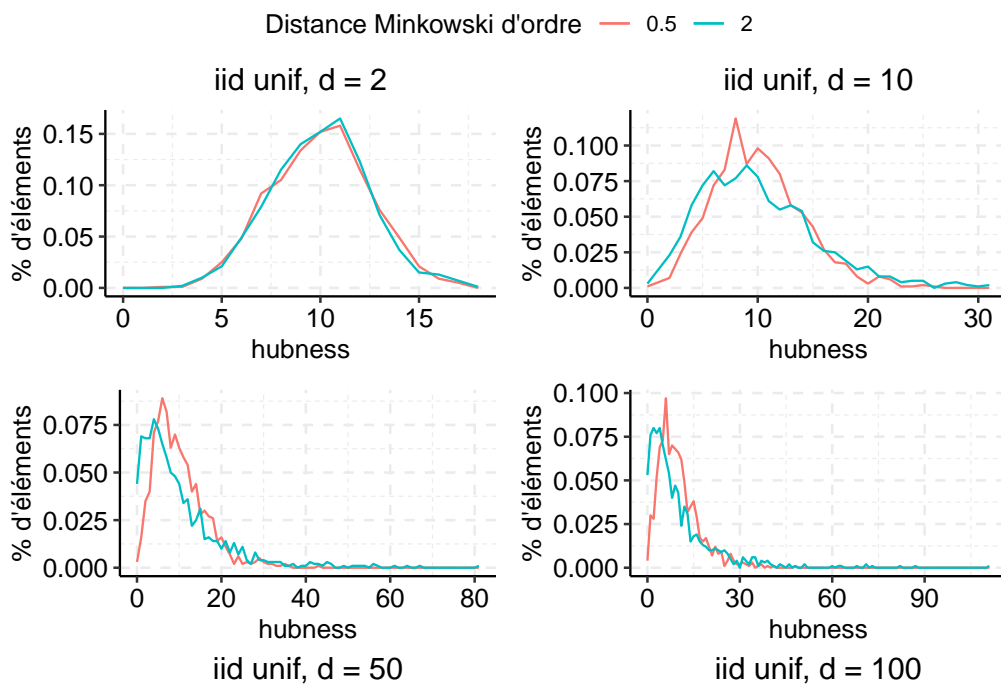 Distance Minkowski d'ordre 0.5 2
iid unif, d = 2
% d'éléments
0.15
0.10
0.05
0.00
0 5 10 15
hubness
iid unif, d = 10
% d'éléments
0.100
0.075
0.050
0.025
0.000
0 10 20 30
hubness
% d'éléments
0.075
0.050
0.025
0.000
0 20 40 60 80
hubness
iid unif, d = 50
% d'éléments
0.100
0.075
0.050
0.025
0.000
0 30 60 90
hubness
iid unif, d = 100